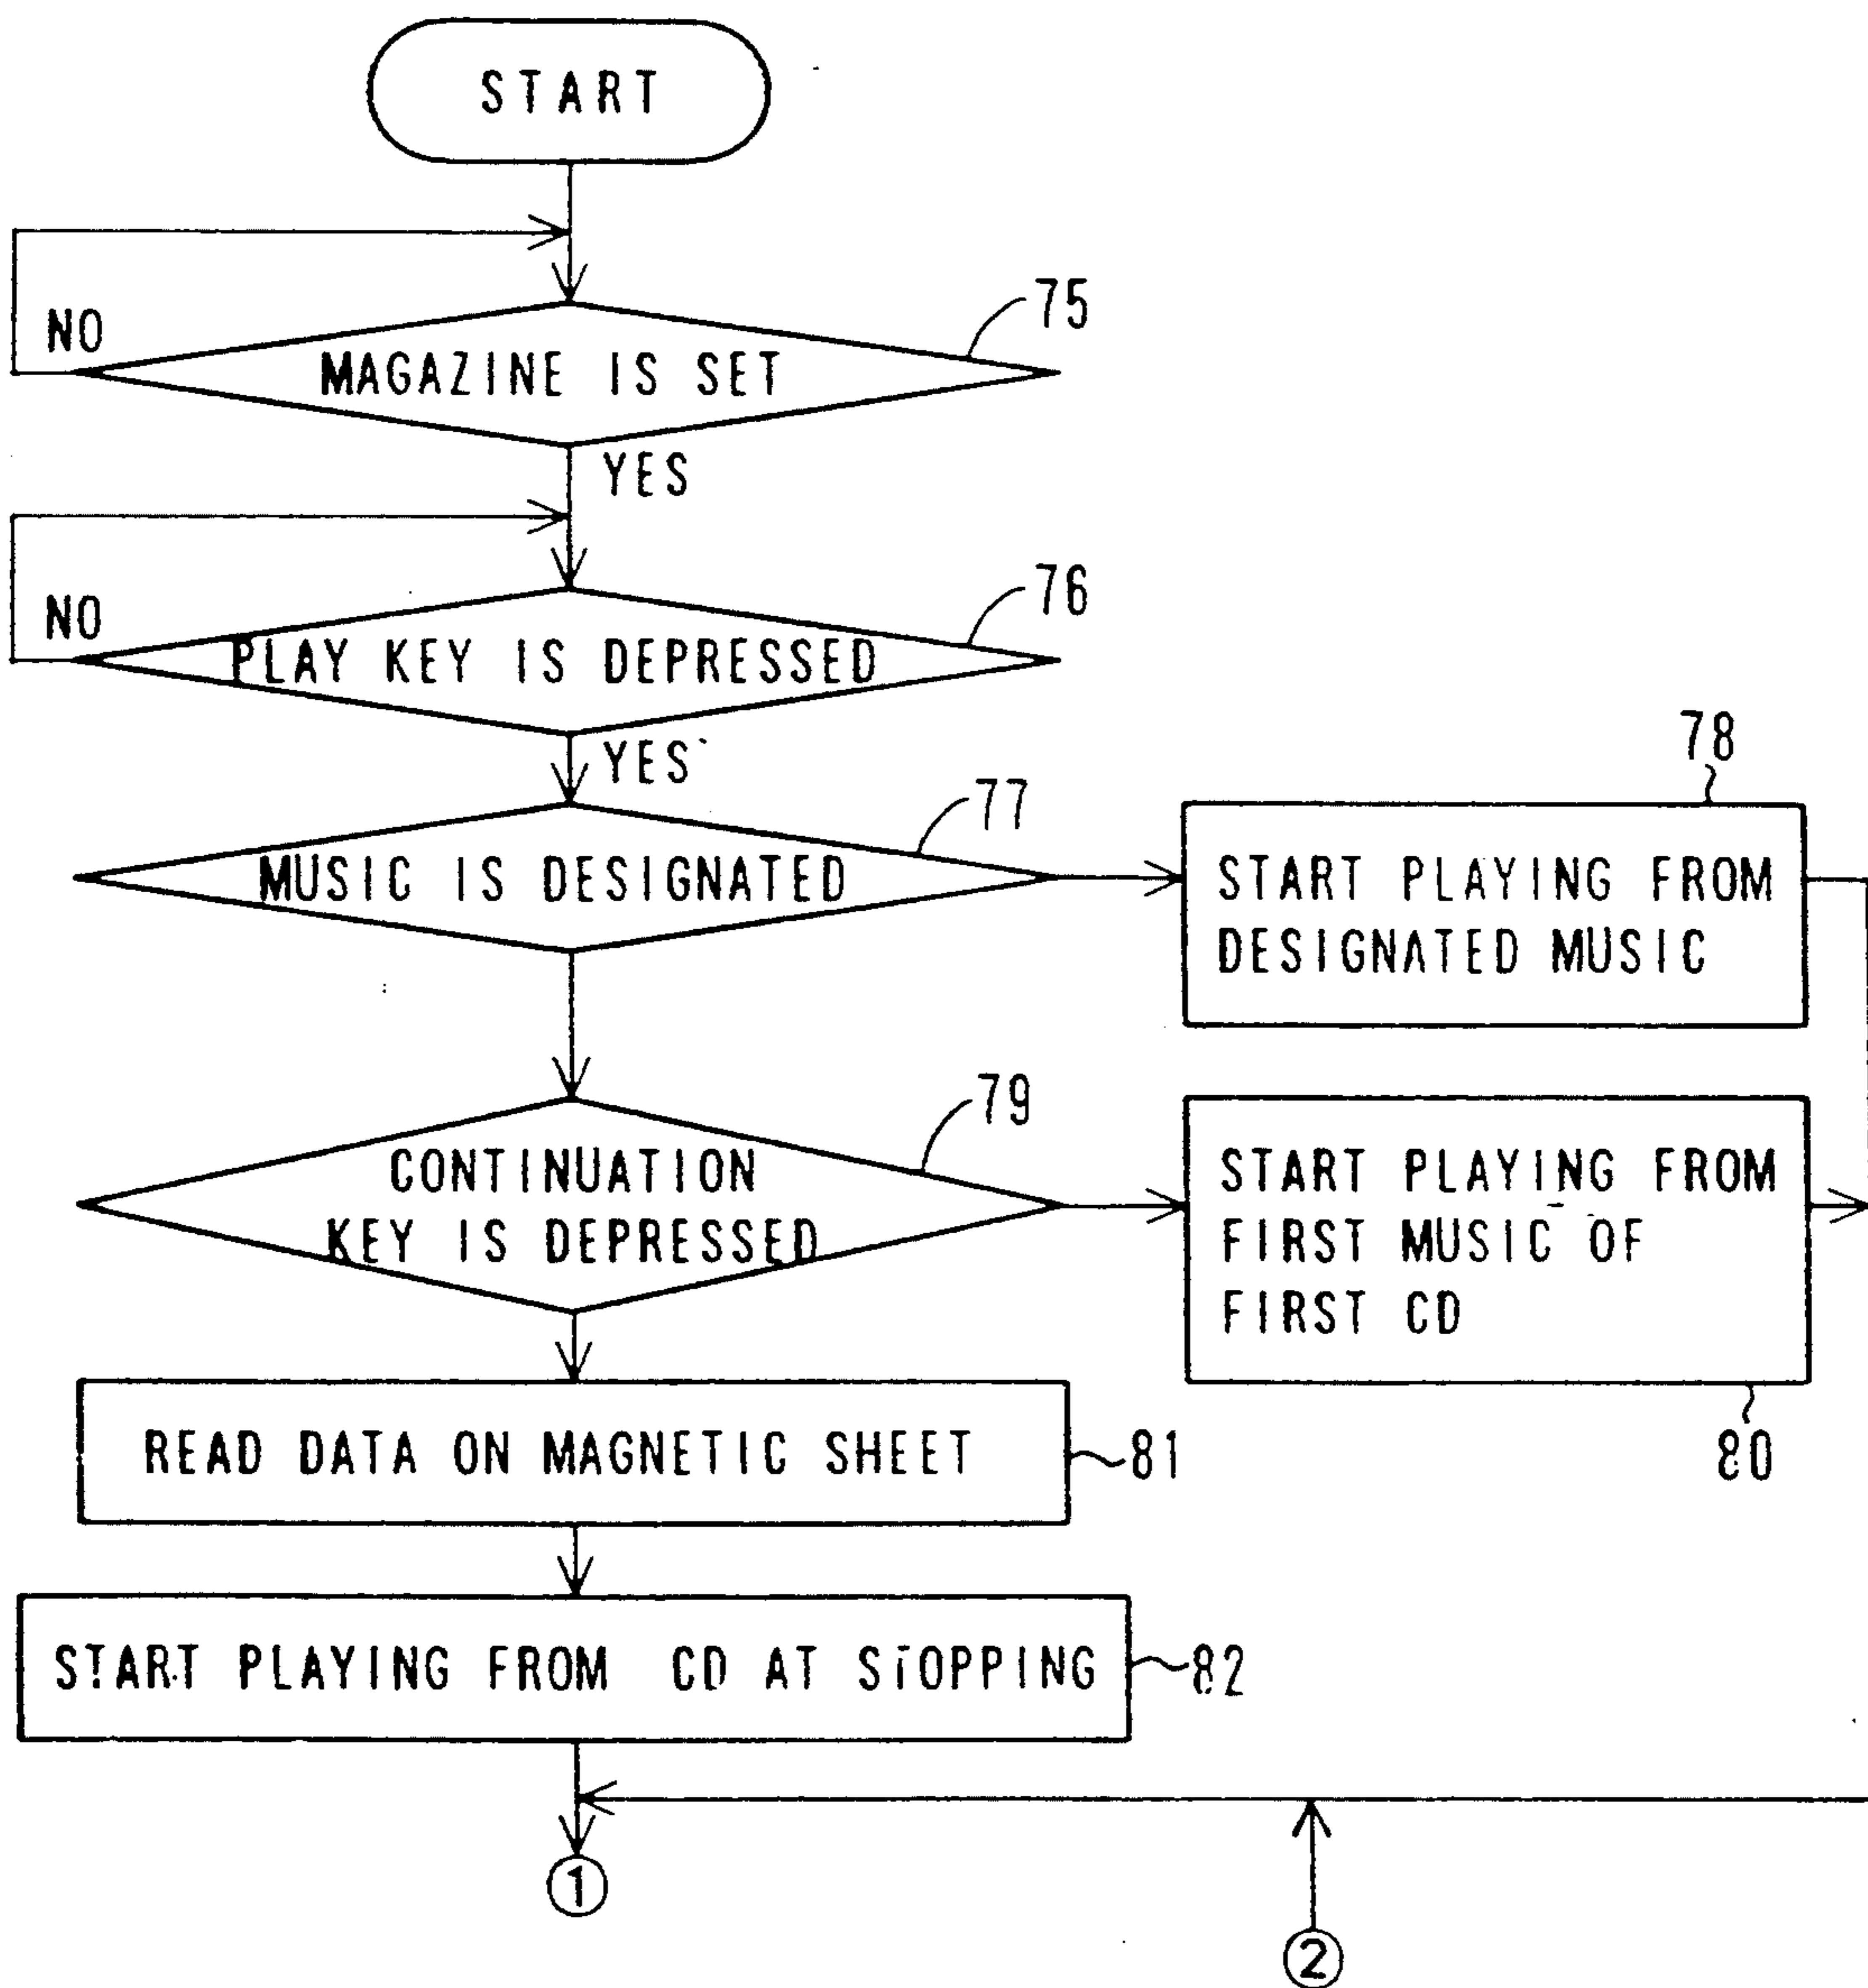 START
NO
75
MAGAZINE IS SET
YES
NO
76
PLAY KEY IS DEPRESSED
YES
77
MUSIC IS DESIGNATED
78
START PLAYING FROM
DESIGNATED MUSIC
79
CONTINUATION
KEY IS DEPRESSED
START PLAYING FROM
FIRST MUSIC OF
FIRST CD
80
READ DATA ON MAGNETIC SHEET
81
START PLAYING FROM CD AT STOPPING
82
①
②